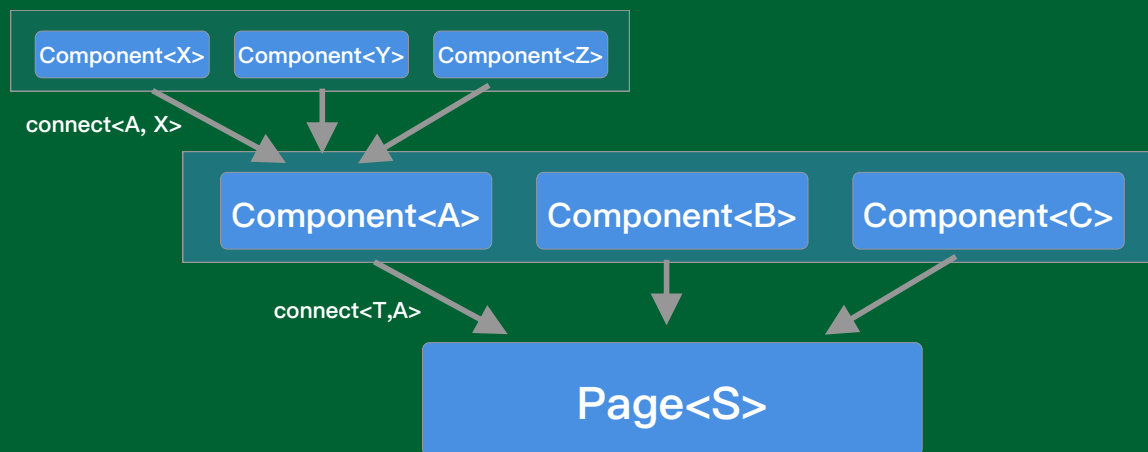 Component<X>
Component<Y>
Component<Z>
connect<A, X>
Component<A>
Component<B>
Component<C>
connect<T,A>
Page<S>